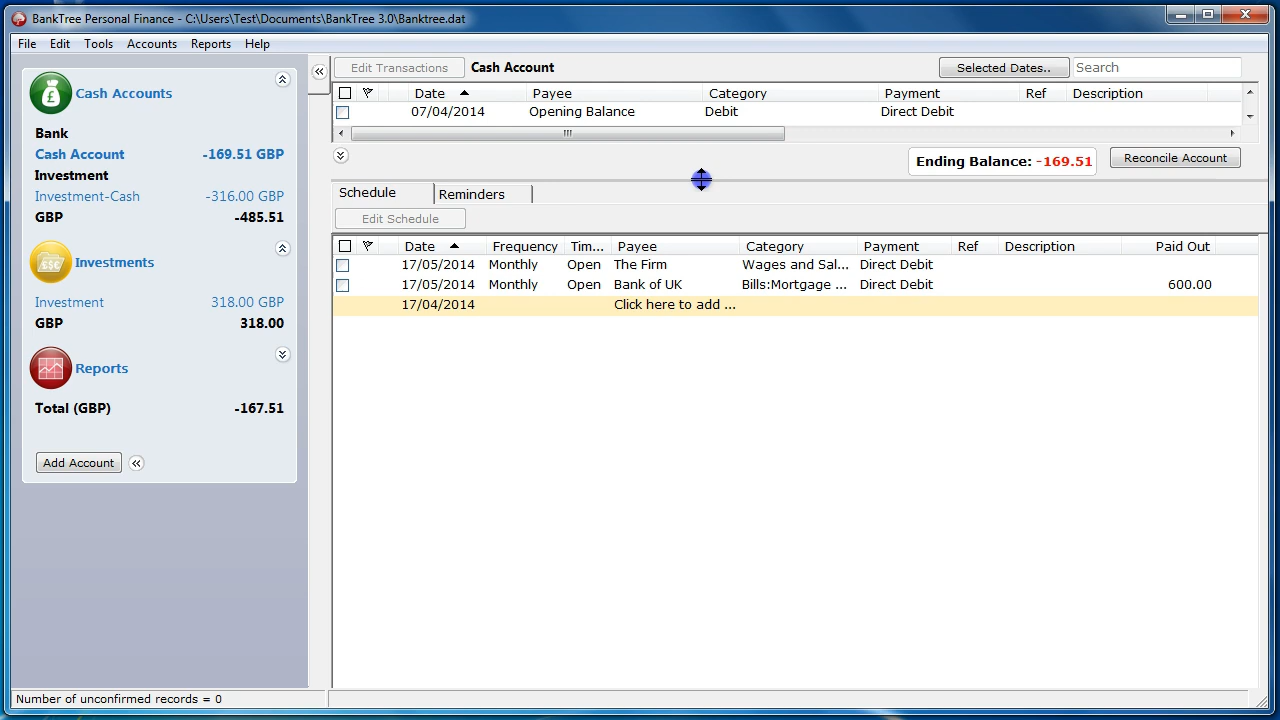 BankTree Personal Finance - C:\Users\Test\Documents\BankTree 3.0\Banktree.dat
File Edit Tools Accounts Reports Help
Cash Accounts
Bank
Cash Account -169.51 GBP
Investment
Investment-Cash -316.00 GBP
GBP -485.51
Investments
Investment 318.00 GBP
GBP 318.00
Reports
Total (GBP) -167.51
Add Account
Edit Transactions Cash Account Selected Dates.. Search
Date Payee Category Payment Ref Description
07/04/2014 Opening Balance Debit Direct Debit
Ending Balance: -169.51 Reconcile Account
Schedule Reminders
Edit Schedule
Date Frequency Tim... Payee Category Payment Ref Description Paid Out
17/05/2014 Monthly Open The Firm Wages and Sal... Direct Debit
17/05/2014 Monthly Open Bank of UK Bills:Mortgage ... Direct Debit 600.00
17/04/2014 Click here to add ...
Number of unconfirmed records = 0